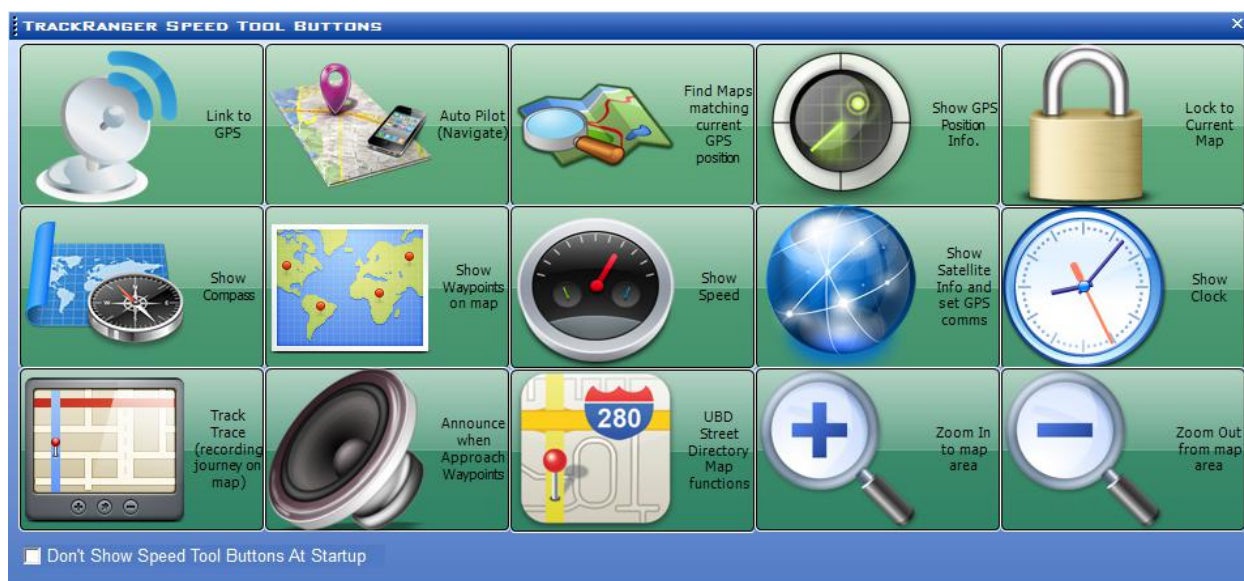 TRACKRANGER SPEED TOOL BUTTONS
Link to
GPS
Auto Pilot
(Navigate)
Find Maps
matching
current
GPS
position
Show GPS
Position
Info.
Lock to
Current
Map
Show
Compass
Show
Waypoints
on map
Show
Speed
Show
Satellite
Info and
set GPS
comms
Show
Clock
Track
Trace
(recording
journey on
map)
Announce
when
Approach
Waypoints
280
UBD
Street
Directory
Map
functions
Zoom In
to map
area
Zoom Out
from map
area
Don't Show Speed Tool Buttons At Startup